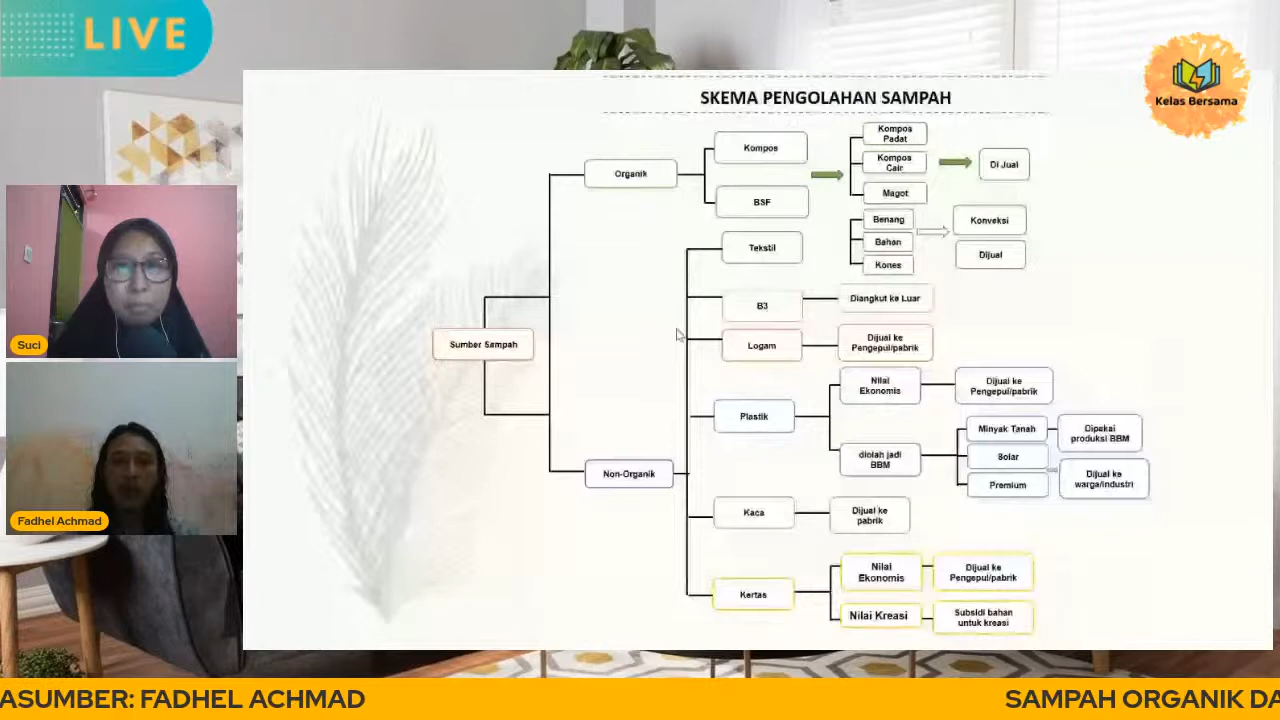 LIVE
Kelas Bersama
SKEMA PENGOLAHAN SAMPAH
Sumber Sampah
Organik
Kompos
BSF
Kompos
Padat
Kompos
Cair
Magot
Di Jual
Non-Organik
Tekstil
Benang
Bahan
Kones
Konveksi
Dijual
B3
Diangkut ke Luar
Logam
Dijual ke
Pengepul/pabrik
Plastik
Nilai
Ekonomis
Dijual ke
Pengepul/pabrik
diolah jadi
BBM
Minyak Tanah
Solar
Premium
Dipakai
produksi BBM
Dijual ke
warga/industri
Kaca
Dijual ke
pabrik
Kertas
Nilai
Ekonomis
Dijual ke
Pengepul/pabrik
Nilai Kreasi
Subsidi bahan
untuk kreasi
Suci
Fadhel Achmad
ASUMBER: FADHEL ACHMAD
SAMPAH ORGANIK DA